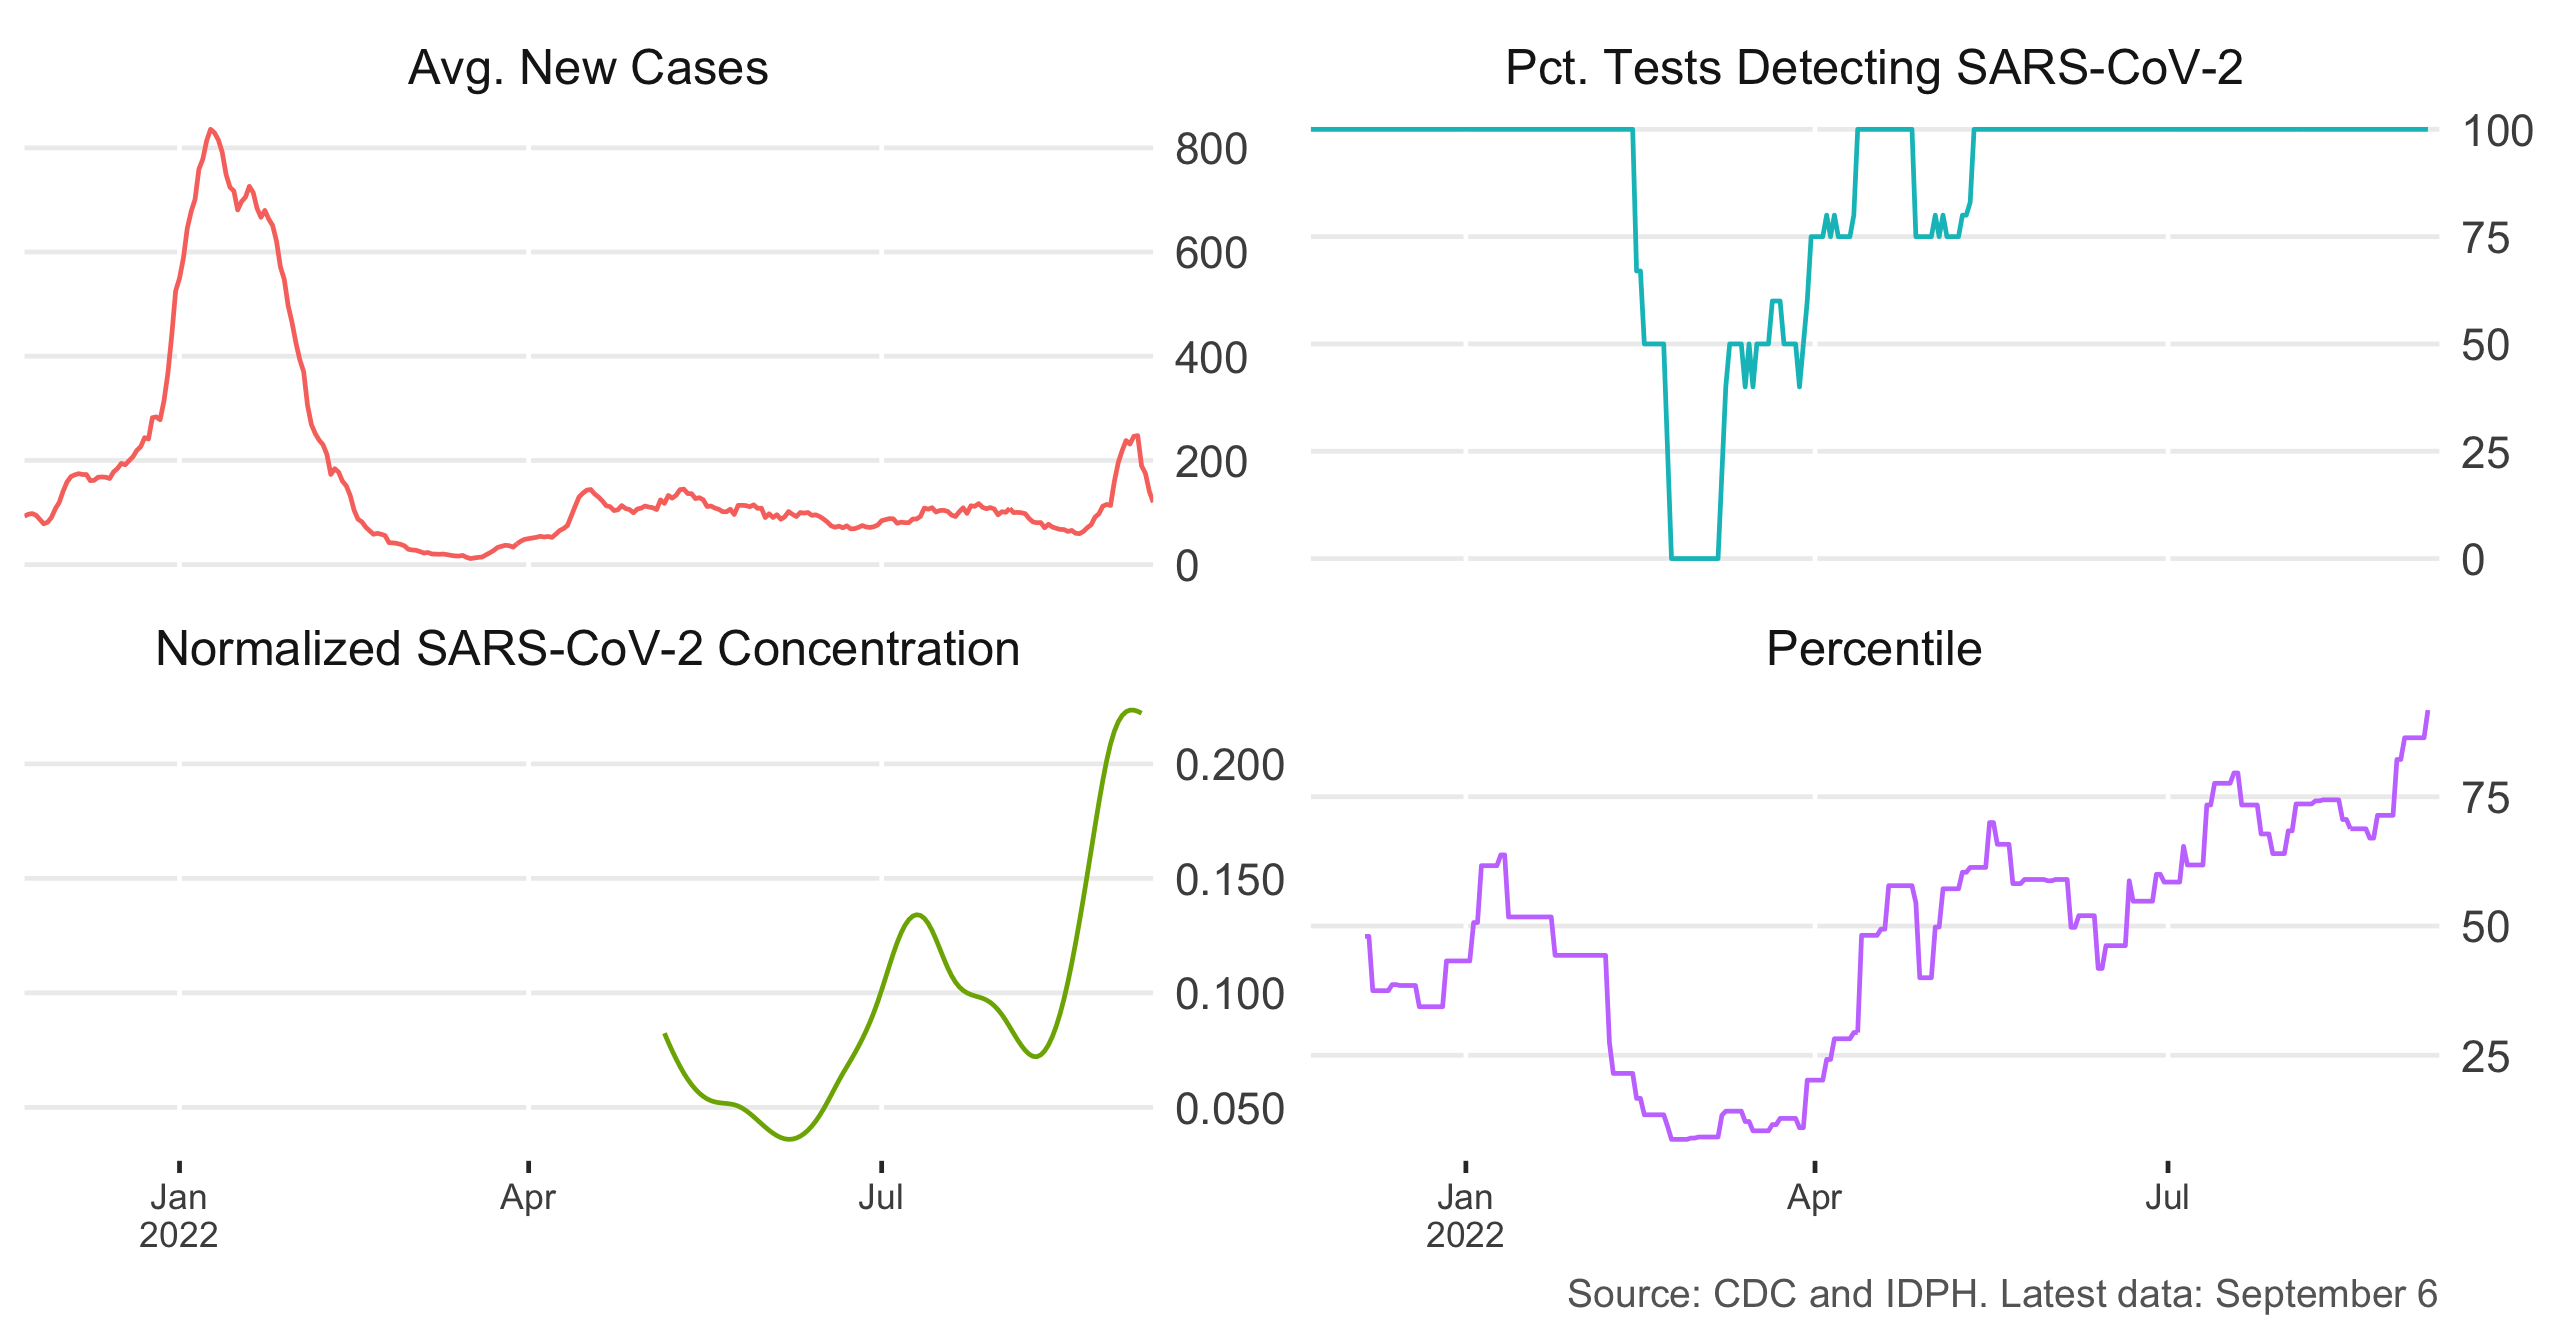 Avg. New Cases
800
600
400
200
0
Pct. Tests Detecting SARS-CoV-2
100
75
50
25
0
Normalized SARS-CoV-2 Concentration
0.200
0.150
0.100
0.050
Jan
2022
Apr
Jul
Percentile
75
50
25
Jan
2022
Apr
Jul
Source: CDC and IDPH. Latest data: September 6